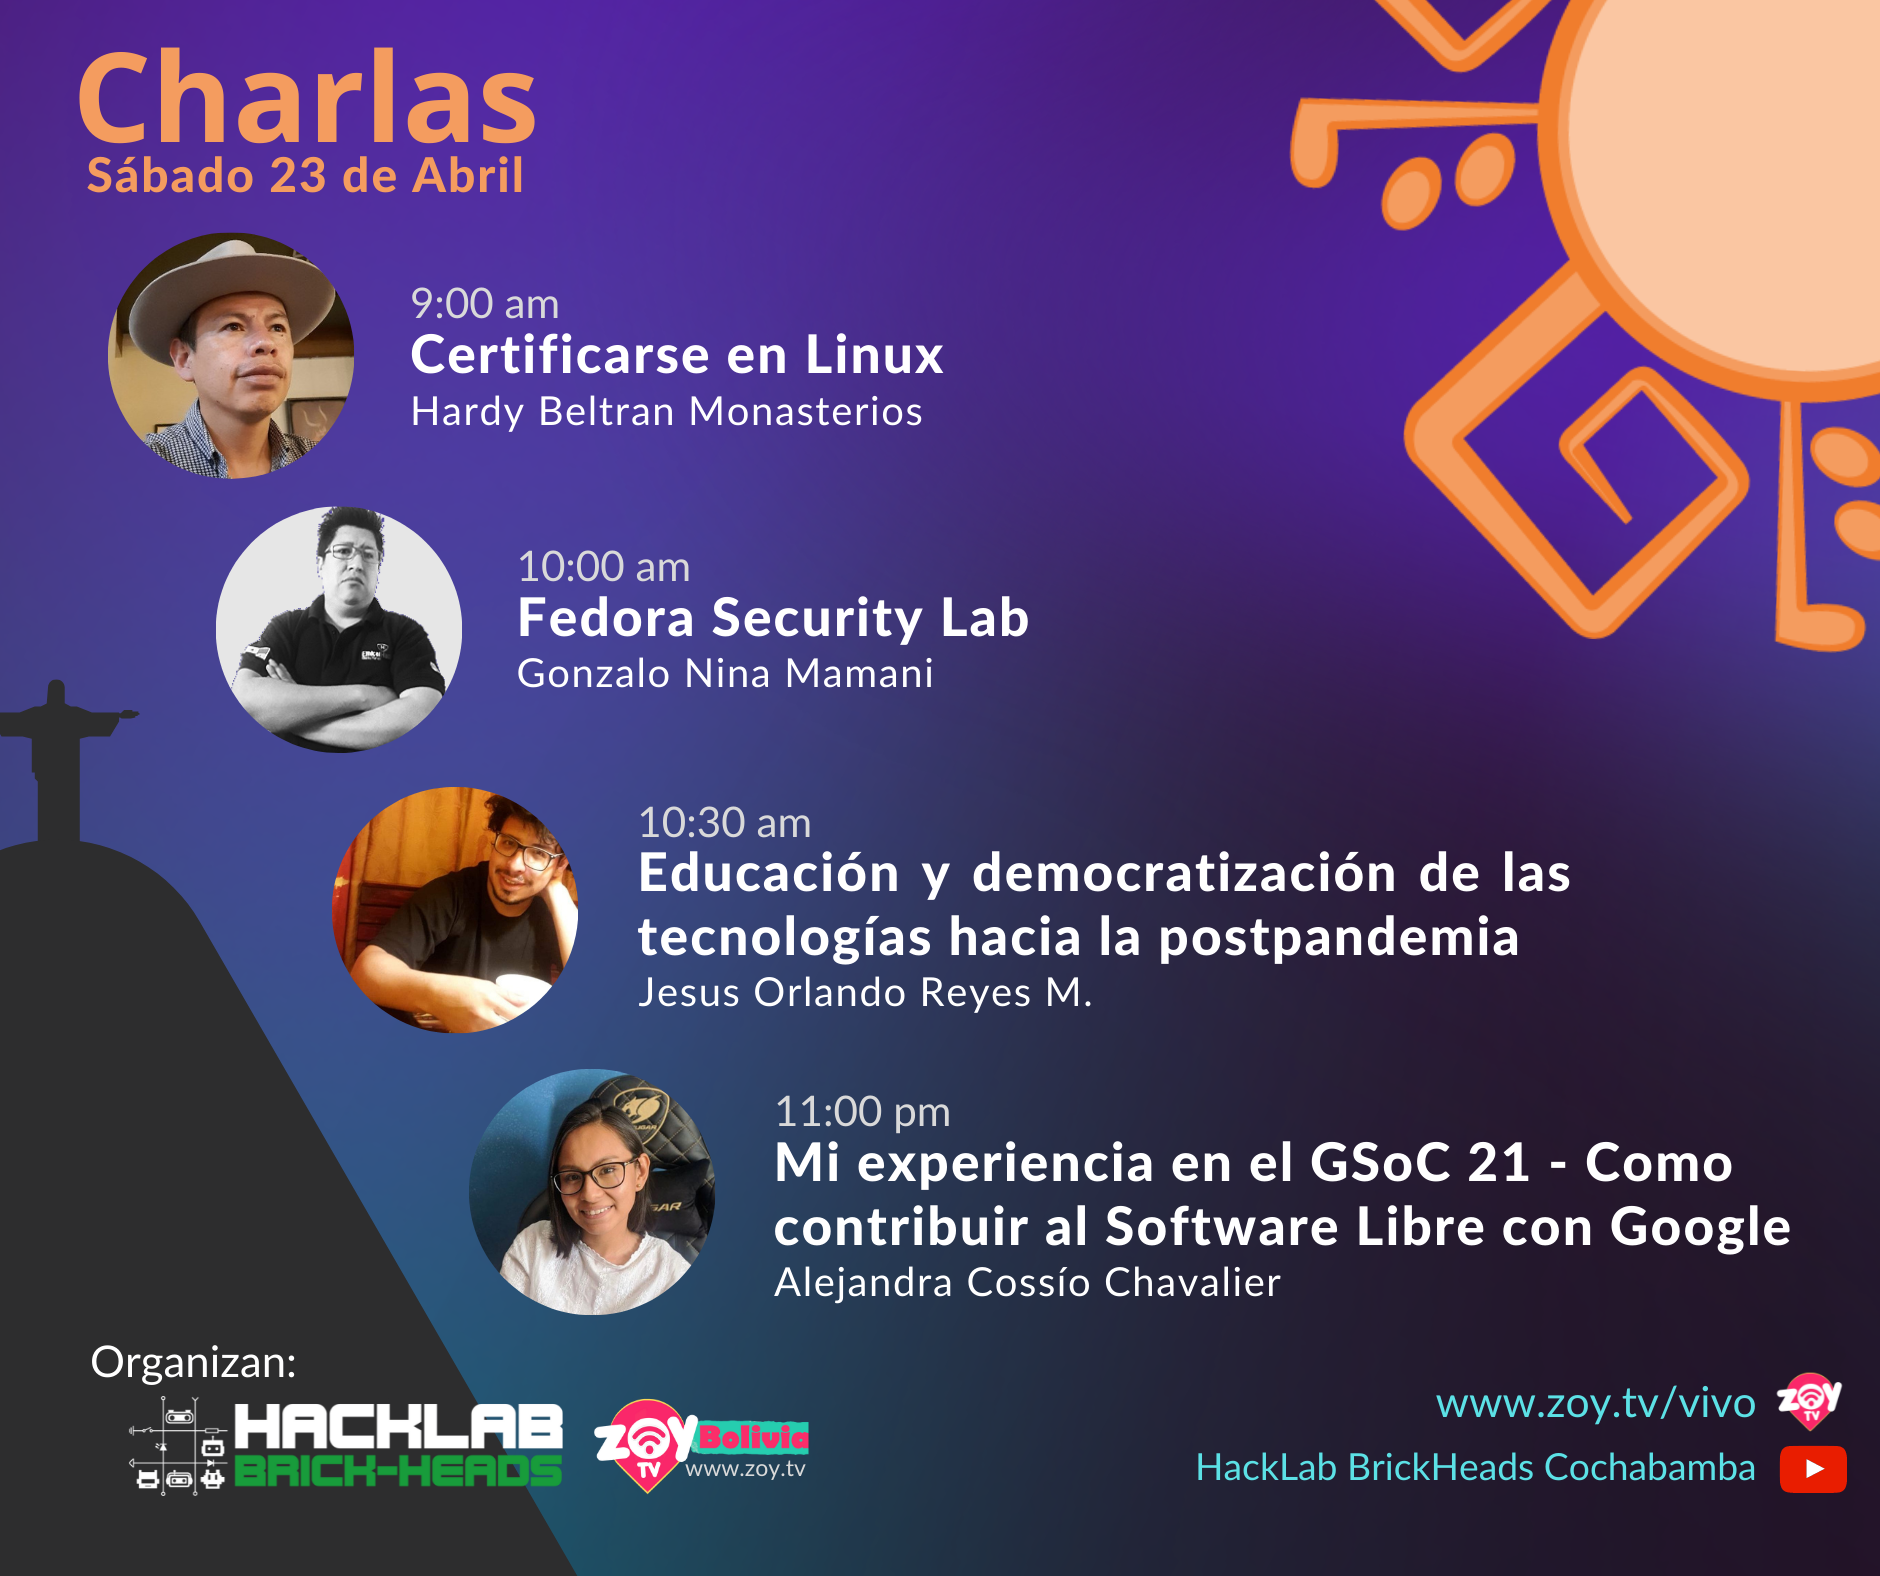 Charlas
Sábado 23 de Abril
9:00 am
Certificarse en Linux
Hardy Beltran Monasterios
10:00 am
Fedora Security Lab
Gonzalo Nina Mamani
10:30 am
Educación y democratización de las
tecnologías hacia la postpandemia
Jesus Orlando Reyes M.
11:00 pm
Mi experiencia en el GSoC 21 - Como
contribuir al Software Libre con Google
Alejandra Cossío Chavalier
Organizan:
HACKLAB
BRICK-HEADS
ZOY Bolivia
TV
www.zoy.tv
www.zoy.tv/vivo
ZOY
TV
HackLab BrickHeads Cochabamba